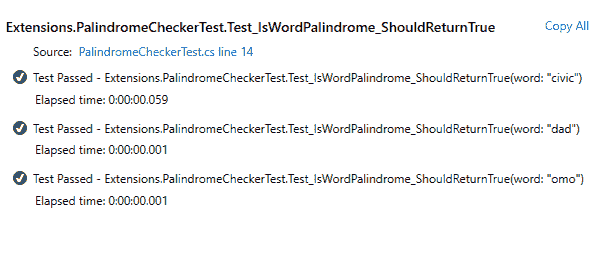 Extensions.PalindromeCheckerTest.Test_IsWordPalindrome_ShouldReturnTrue Copy All
Source: PalindromeCheckerTest.cs line 14
Test Passed - Extensions.PalindromeCheckerTest.Test_IsWordPalindrome_ShouldReturnTrue(word: "civic")
Elapsed time: 0:00:00.059
Test Passed - Extensions.PalindromeCheckerTest.Test_IsWordPalindrome_ShouldReturnTrue(word: "dad")
Elapsed time: 0:00:00.001
Test Passed - Extensions.PalindromeCheckerTest.Test_IsWordPalindrome_ShouldReturnTrue(word: "omo")
Elapsed time: 0:00:00.001